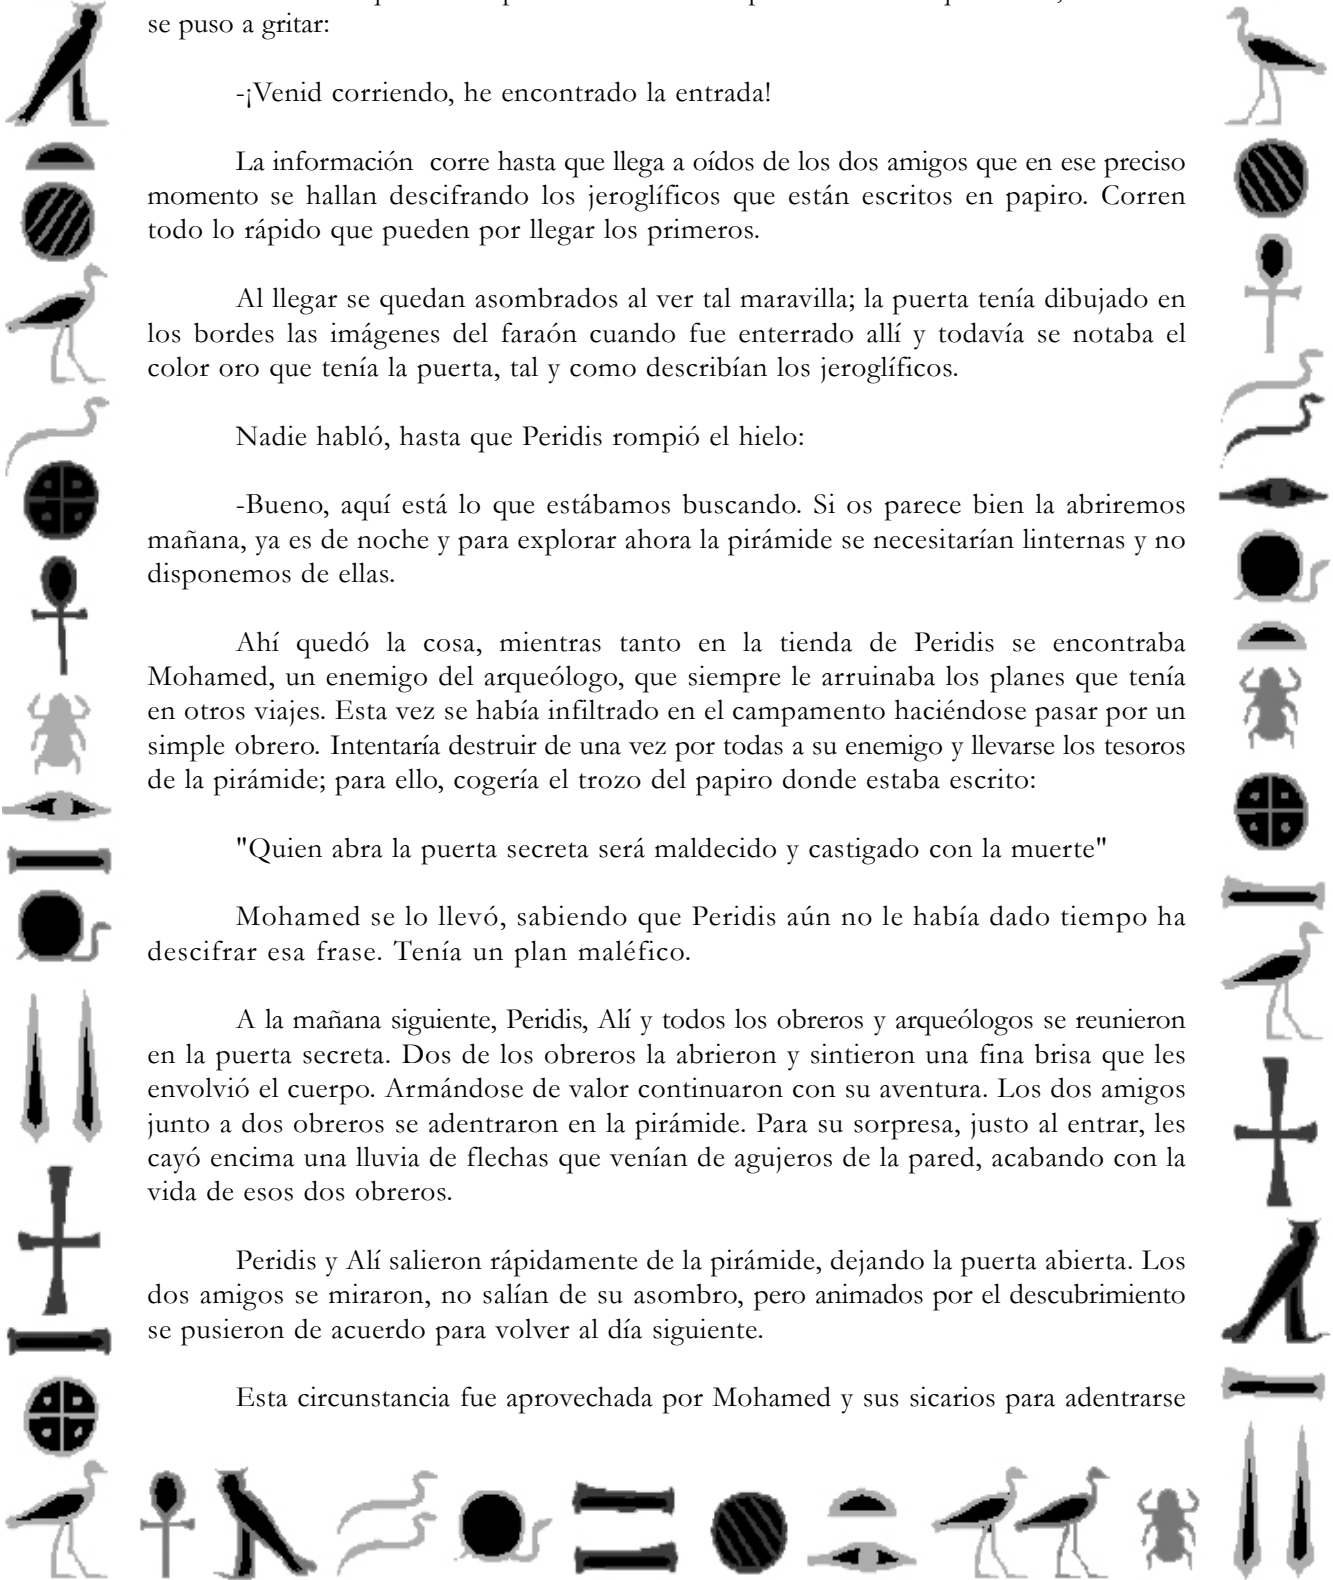 se puso a gritar:
-¡Venid corriendo, he encontrado la entrada!
La información corre hasta que llega a oídos de los dos amigos que en ese preciso
momento se hallan descifrando los jeroglíficos que están escritos en papiro. Corren
todo lo rápido que pueden por llegar los primeros.
Al llegar se quedan asombrados al ver tal maravilla; la puerta tenía dibujado en
los bordes las imágenes del faraón cuando fue enterrado allí y todavía se notaba el
color oro que tenía la puerta, tal y como describían los jeroglíficos.
Nadie habló, hasta que Peridis rompió el hielo:
-Bueno, aquí está lo que estábamos buscando. Si os parece bien la abriremos
mañana, ya es de noche y para explorar ahora la pirámide se necesitarían linternas y no
disponemos de ellas.
Ahí quedó la cosa, mientras tanto en la tienda de Peridis se encontraba
Mohamed, un enemigo del arqueólogo, que siempre le arruinaba los planes que tenía
en otros viajes. Esta vez se había infiltrado en el campamento haciéndose pasar por un
simple obrero. Intentaría destruir de una vez por todas a su enemigo y llevarse los tesoros
de la pirámide; para ello, cogería el trozo del papiro donde estaba escrito:
"Quien abra la puerta secreta será maldecido y castigado con la muerte"
Mohamed se lo llevó, sabiendo que Peridis aún no le había dado tiempo ha
descifrar esa frase. Tenía un plan maléfico.
A la mañana siguiente, Peridis, Alí y todos los obreros y arqueólogos se reunieron
en la puerta secreta. Dos de los obreros la abrieron y sintieron una fina brisa que les
envolvió el cuerpo. Armándose de valor continuaron con su aventura. Los dos amigos
junto a dos obreros se adentraron en la pirámide. Para su sorpresa, justo al entrar, les
cayó encima una lluvia de flechas que venían de agujeros de la pared, acabando con la
vida de esos dos obreros.
Peridis y Alí salieron rápidamente de la pirámide, dejando la puerta abierta. Los
dos amigos se miraron, no salían de su asombro, pero animados por el descubrimiento
se pusieron de acuerdo para volver al día siguiente.
Esta circunstancia fue aprovechada por Mohamed y sus sicarios para adentrarse